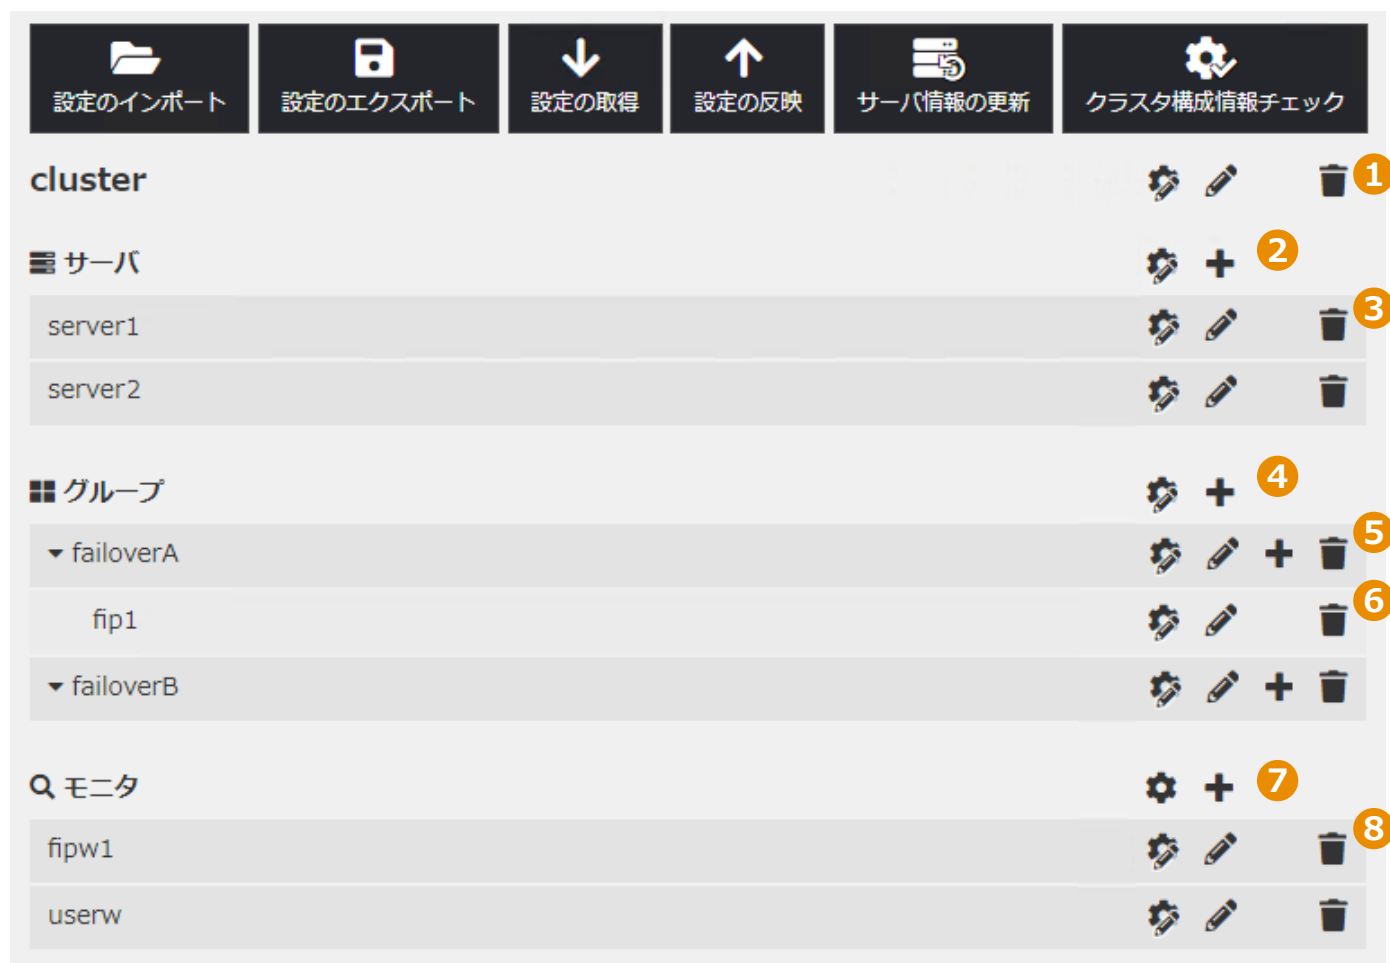 設定のインポート 設定のエクスポート 設定の取得 設定の反映 サーバ情報の更新 クラスタ構成情報チェック
cluster 1
サーバ 2
server1 3
server2
グループ 4
failoverA 5
fip1 6
failoverB
モニタ 7
fipw1 8
userw